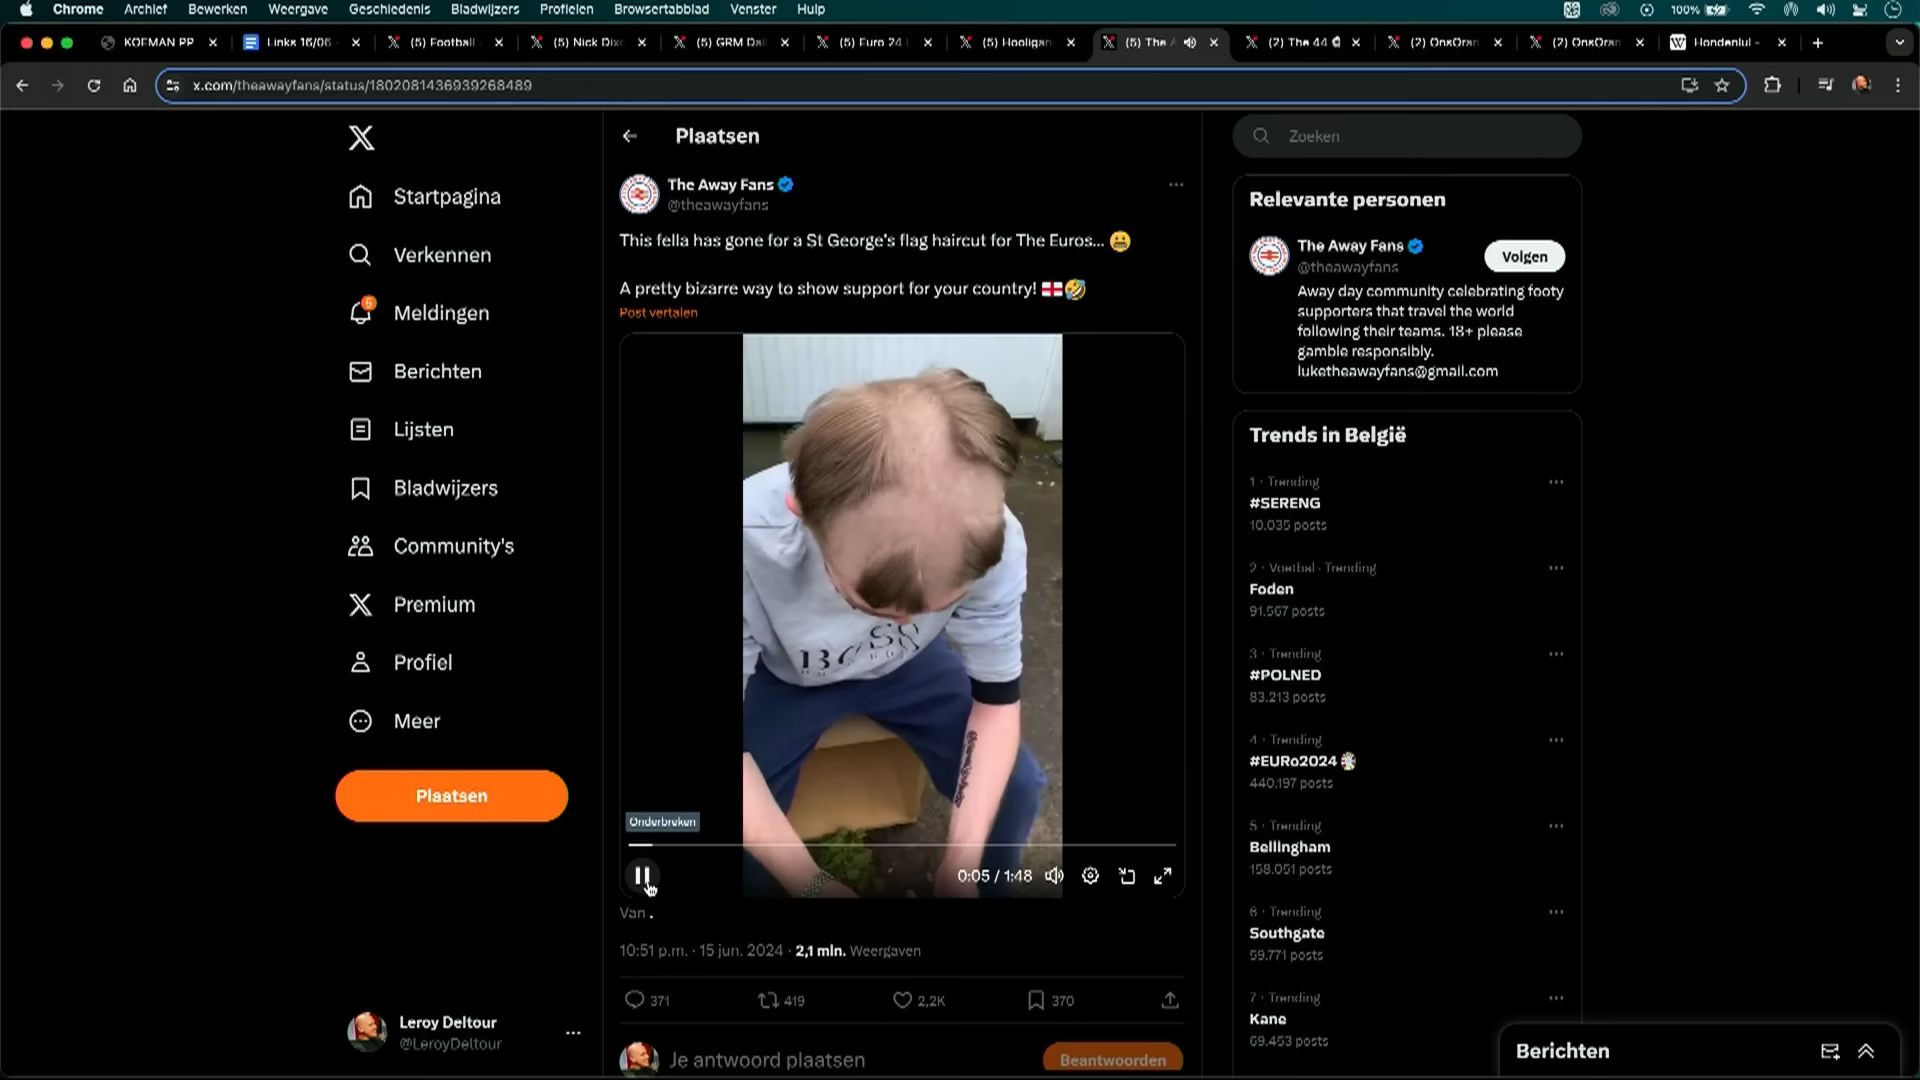 Chrome Archief Bewerken Weergave Geschiedenis Bladwijzers Profielen Browsertabblad Venster Hulp 100%
KOFMAN PP
Links 16/06
(5) Football
(5) Nick Dixo
(5) GRM Dai
(5) Euro 24
(5) Hooligan
(5) The A
(2) The 44
(2) OnsOran
(2) OnsOran
Hondenlul -
x.com/theawayfans/status/1802081436939268489
Startpagina
Verkennen
5
Meldingen
Berichten
Lijsten
Bladwijzers
Community's
Premium
Profiel
Meer
Plaatsen
Leroy Deltour
@LeroyDeltour
Plaatsen
The Away Fans
@theawayfans
This fella has gone for a St George's flag haircut for The Euros...
A pretty bizarre way to show support for your country!
Post vertalen
BOSS
Onderbreken
0:05 / 1:48
Van .
10:51 p.m. · 15 jun. 2024 · 2,1 mln. Weergaven
371 419 2,2K 370
Je antwoord plaatsen
Beantwoorden
Zoeken
Relevante personen
The Away Fans
@theawayfans
Volgen
Away day community celebrating footy
supporters that travel the world
following their teams. 18+ please
gamble responsibly.
luketheawayfans@gmail.com
Trends in België
1 · Trending
#SERENG
10.035 posts
2 · Voetbal · Trending
Foden
91.567 posts
3 · Trending
#POLNED
83.213 posts
4 · Trending
#EURo2024
440.197 posts
5 · Trending
Bellingham
158.051 posts
6 · Trending
Southgate
59.771 posts
7 · Trending
Kane
69.453 posts
Berichten